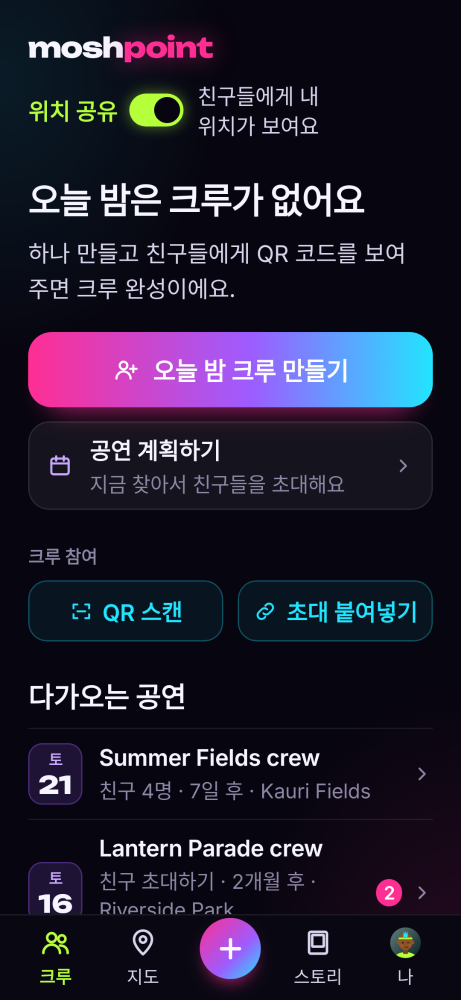 moshpoint
위치 공유
친구들에게 내
위치가 보여요
오늘 밤은 크루가 없어요
하나 만들고 친구들에게 QR 코드를 보여
주면 크루 완성이에요.
오늘 밤 크루 만들기
공연 계획하기
지금 찾아서 친구들을 초대해요
크루 참여
QR 스캔
초대 붙여넣기
다가오는 공연
토
21
Summer Fields crew
친구 4명 · 7일 후 · Kauri Fields
토
16
Lantern Parade crew
친구 초대하기 · 2개월 후 ·
Riverside Park
2
크루
지도
스토리
나